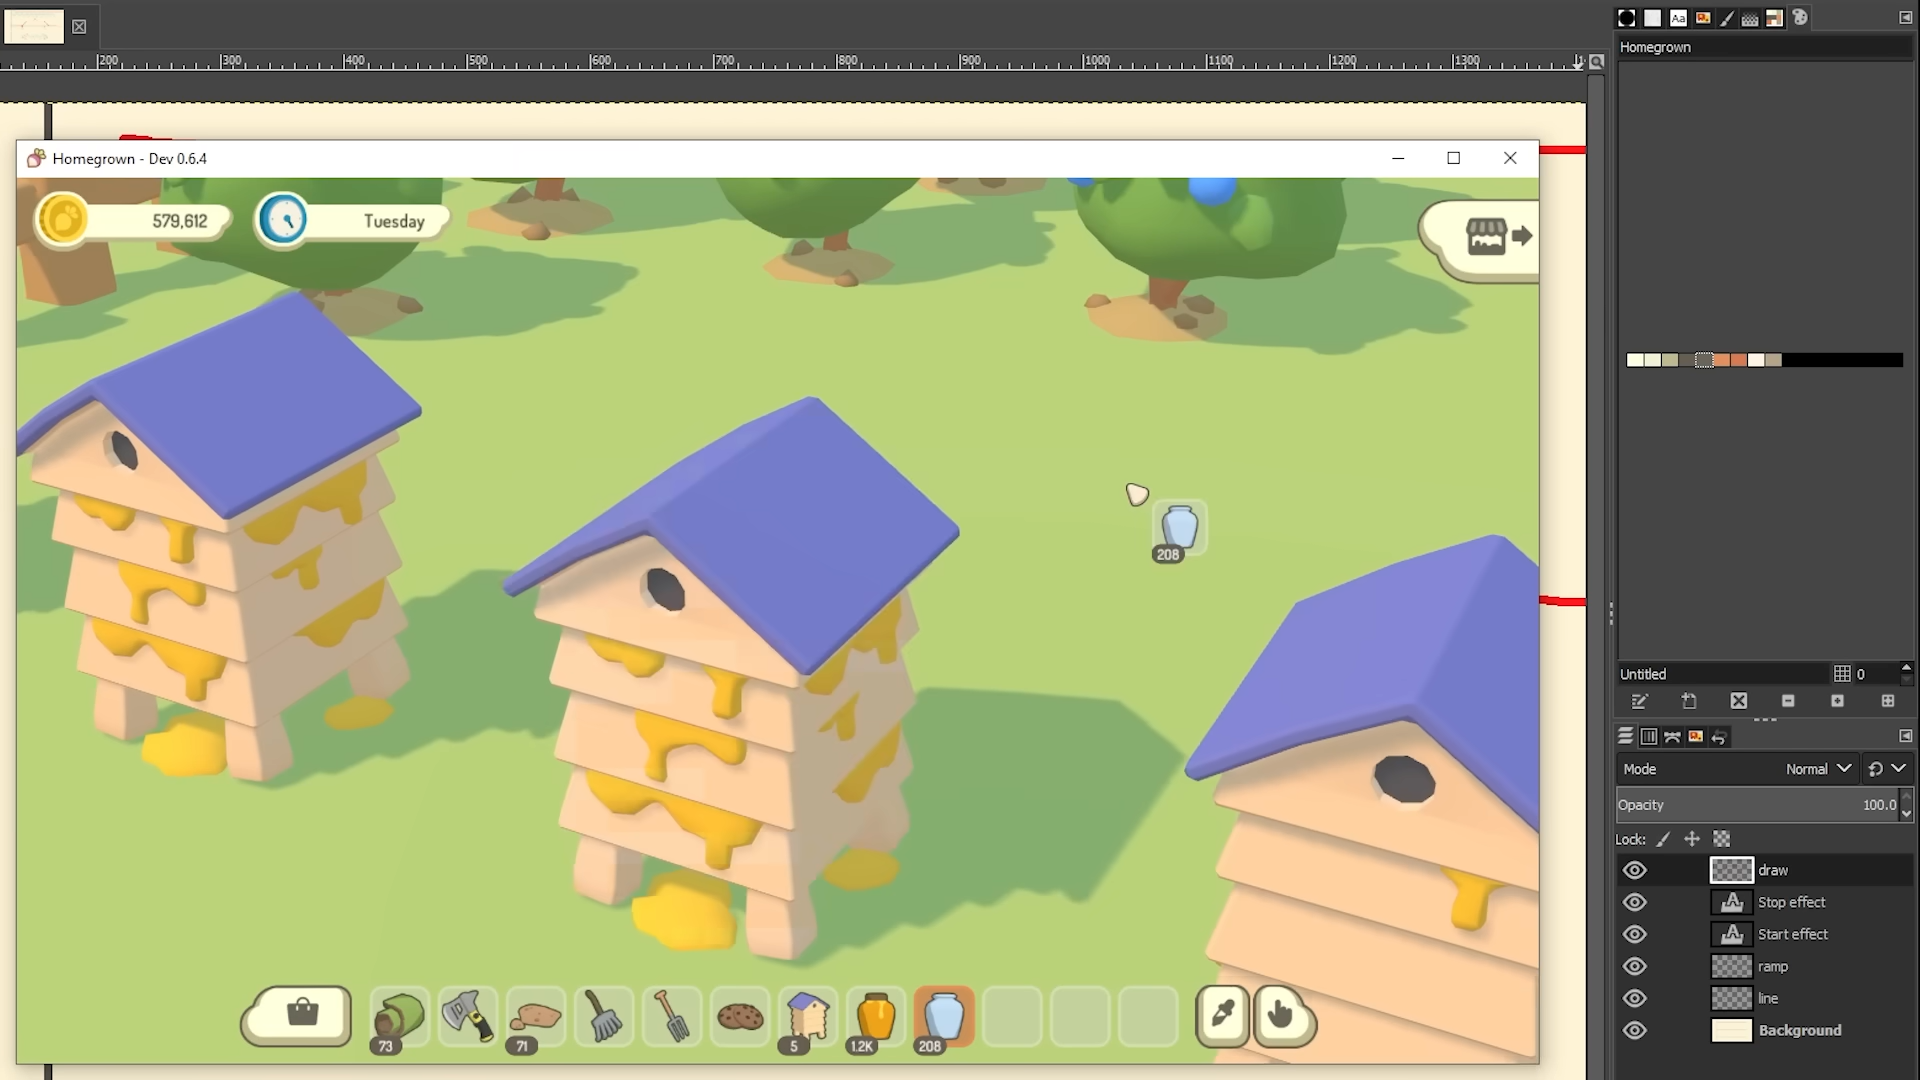 200 300 400 500 600 700 800 900 1000 1100 1200 1300
Homegrown
Homegrown - Dev 0.6.4
579,612
Tuesday
208
73
71
5
1.2K
208
Aa
Untitled
0
Mode
Normal
Opacity
100.0
Lock:
draw
Stop effect
Start effect
ramp
line
Background